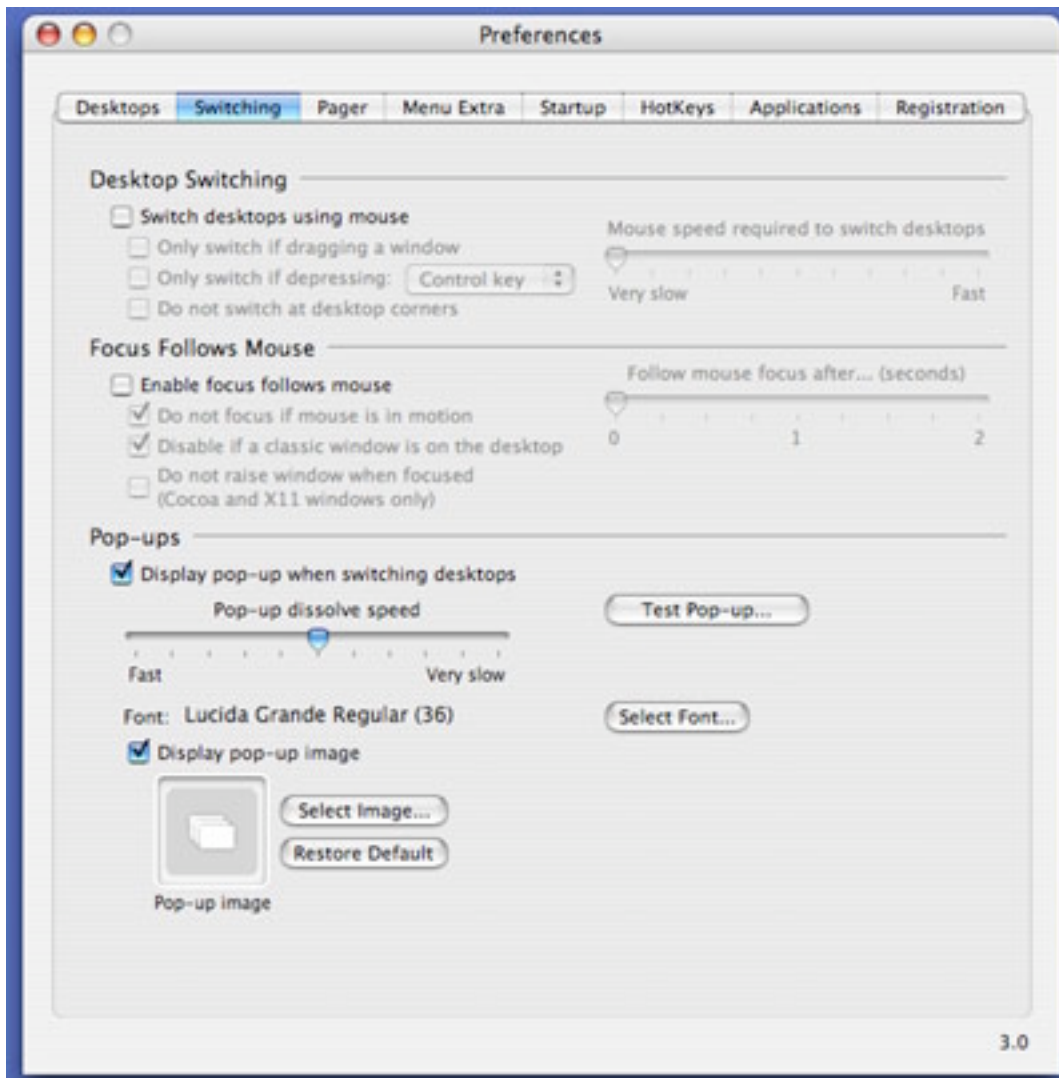 Preferences
Desktops Switching Pager Menu Extra Startup HotKeys Applications Registration
Desktop Switching
Switch desktops using mouse
Only switch if dragging a window
Only switch if depressing: Control key
Do not switch at desktop corners
Mouse speed required to switch desktops
Very slow Fast
Focus Follows Mouse
Enable focus follows mouse
Do not focus if mouse is in motion
Disable if a classic window is on the desktop
Do not raise window when focused
(Cocoa and X11 windows only)
Follow mouse focus after... (seconds)
0 1 2
Pop-ups
Display pop-up when switching desktops
Pop-up dissolve speed
Fast Very slow
Test Pop-up...
Font: Lucida Grande Regular (36)
Select Font...
Display pop-up image
Select Image...
Restore Default
Pop-up image
3.0